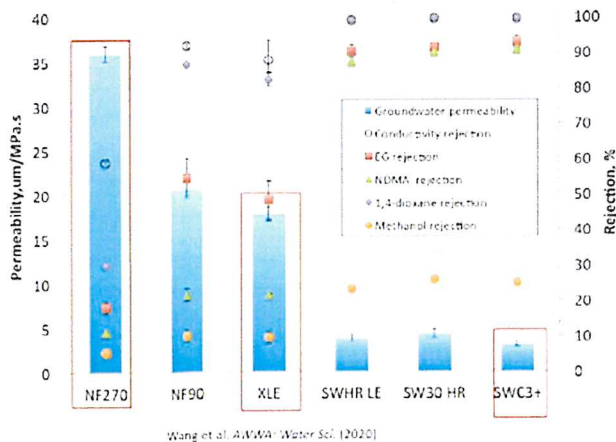 40
35
30
25
20
15
10
5
0
Permeability,um/MPa.s
100
90
80
70
60
50
40
30
20
10
0
Rejection, %
Groundwater permeability
Conductivity rejection
EG rejection
NDMA rejection
1,4-dioxane rejection
Methanol rejection
NF270
NF90
XLE
SWHR LE
SW30 HR
SWC3+
Wang et al. AWWA: Water Sci. (2020)